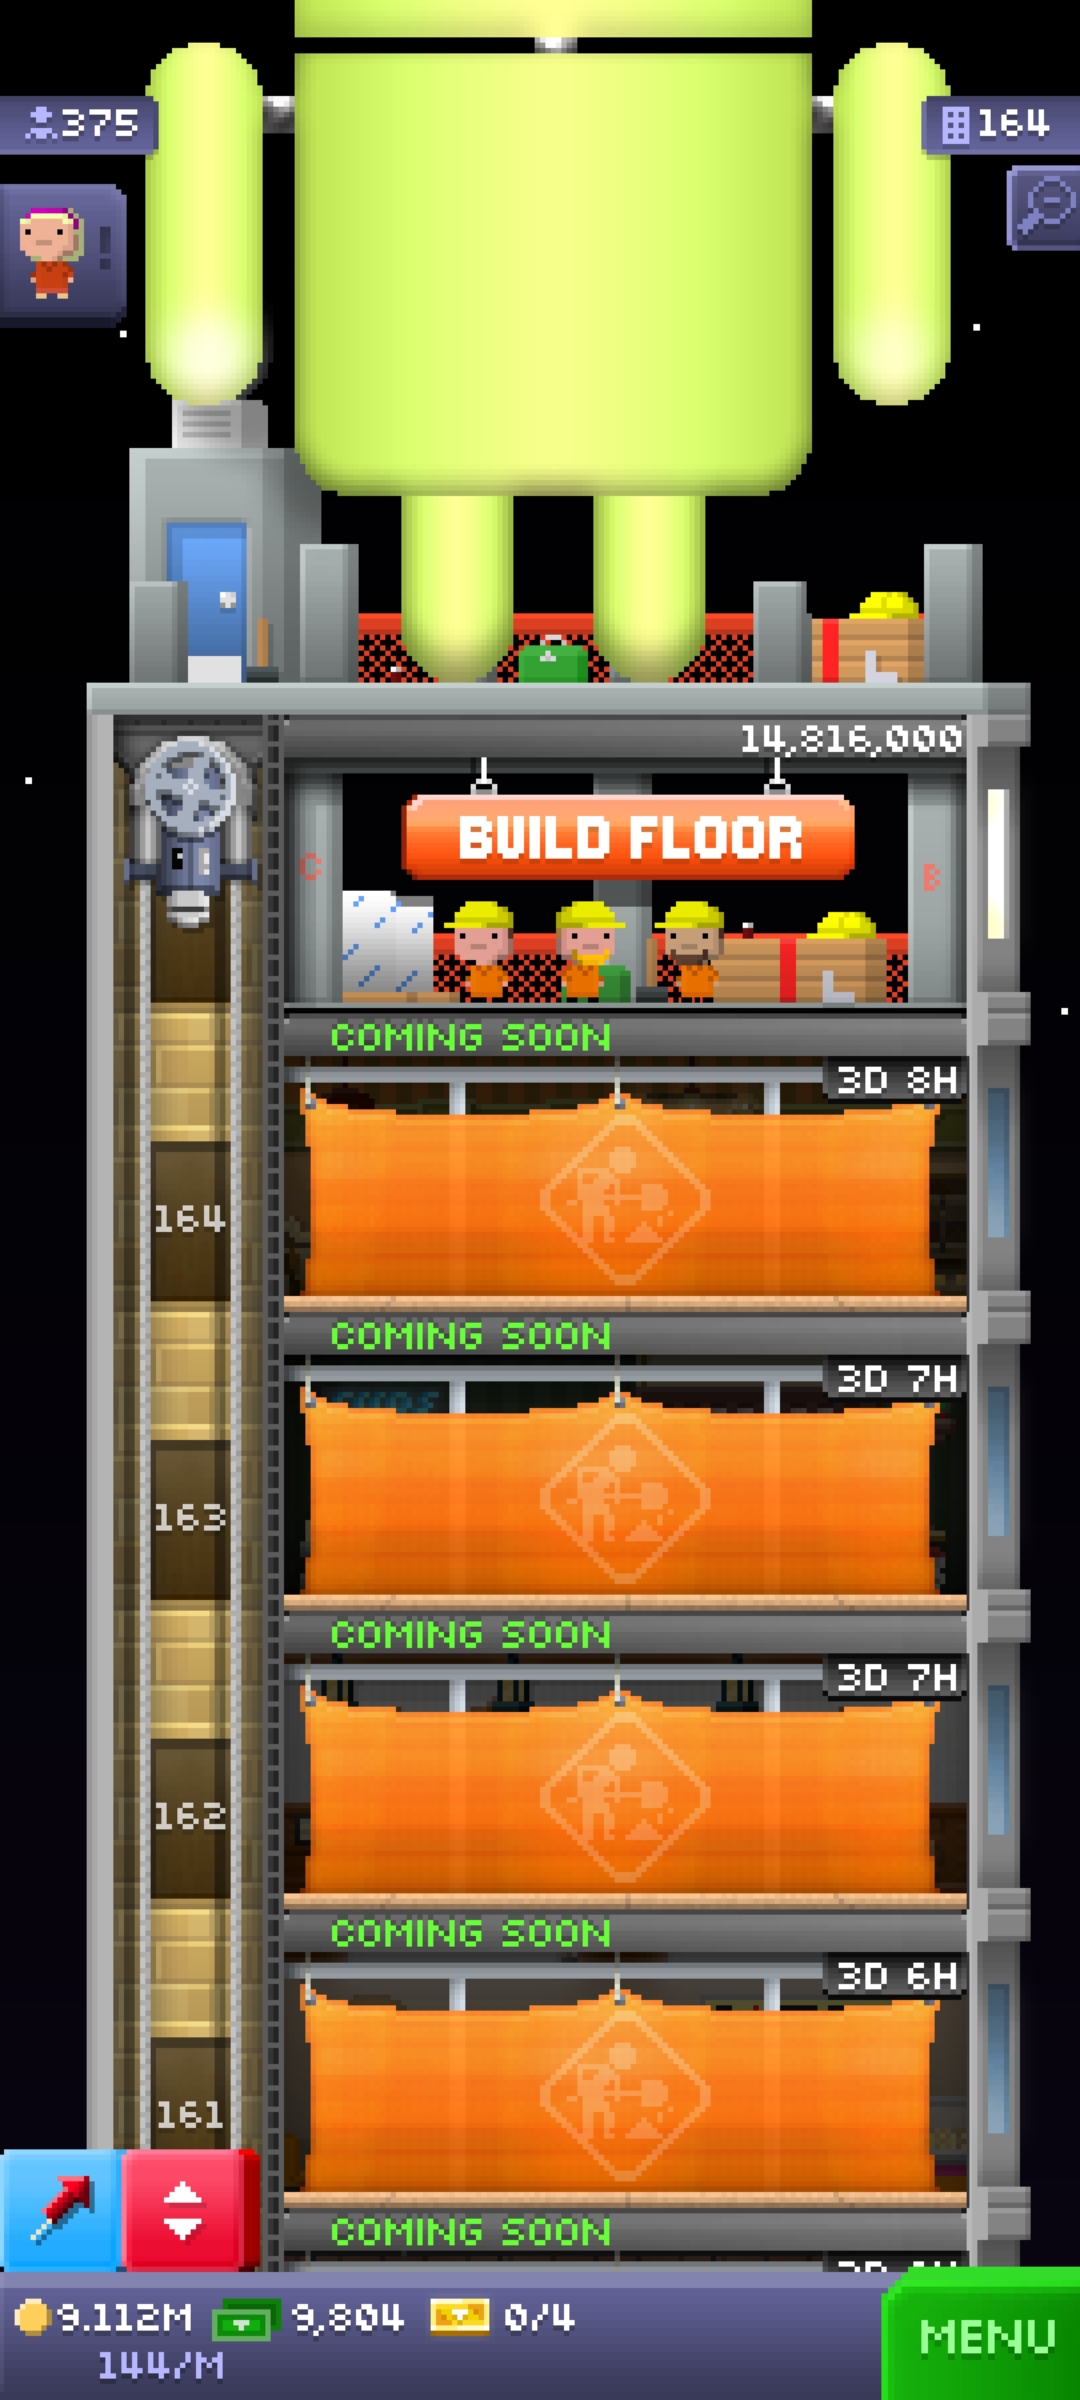 375
164
!
14,816,000
BUILD FLOOR
C
B
COMING SOON
3D 8H
164
COMING SOON
3D 7H
163
COMING SOON
3D 7H
162
COMING SOON
3D 6H
161
COMING SOON
9.112M 9,804 0/4
144/M
MENU